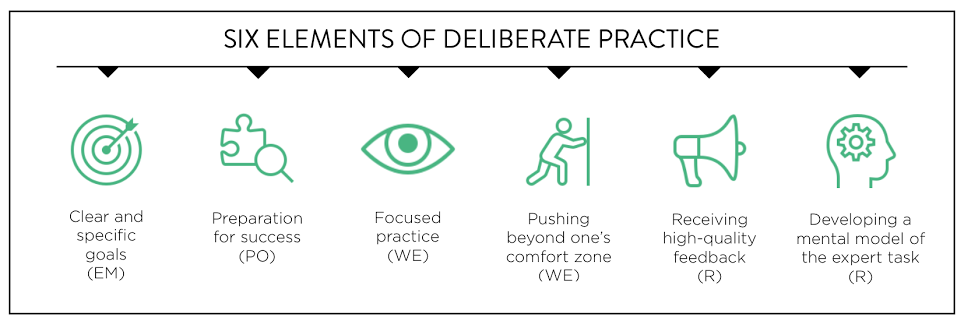 SIX ELEMENTS OF DELIBERATE PRACTICE
Clear and
specific
goals
(EM)
Preparation
for success
(PO)
Focused
practice
(WE)
Pushing
beyond one's
comfort zone
(WE)
Receiving
high-quality
feedback
(R)
Developing a
mental model of
the expert task
(R)